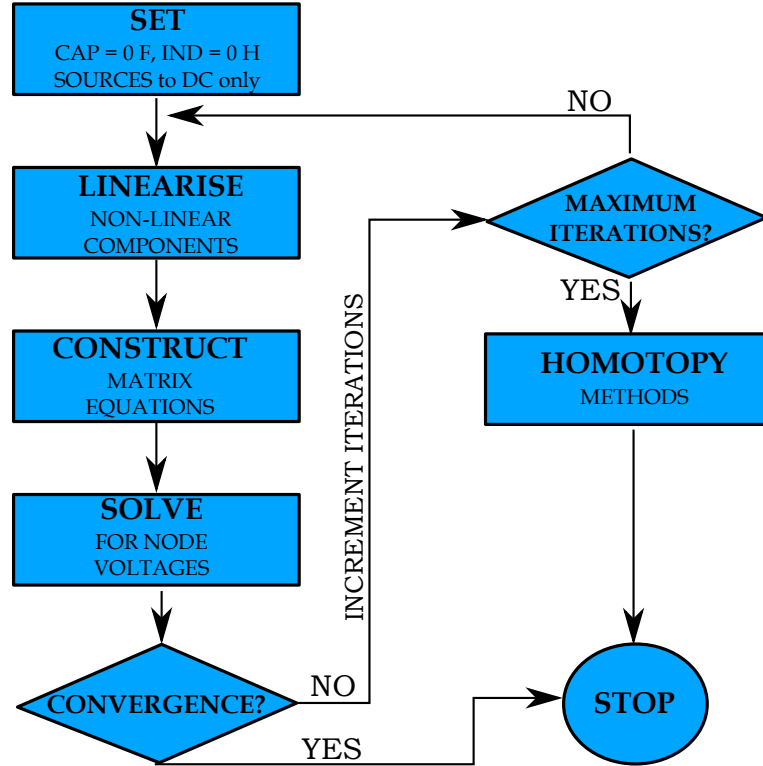 SET
CAP = 0 F, IND = 0 H
SOURCES to DC only
LINEARISE
NON-LINEAR
COMPONENTS
CONSTRUCT
MATRIX
EQUATIONS
SOLVE
FOR NODE
VOLTAGES
CONVERGENCE?
NO
YES
INCREMENT ITERATIONS
NO
MAXIMUM
ITERATIONS?
YES
HOMOTOPY
METHODS
STOP